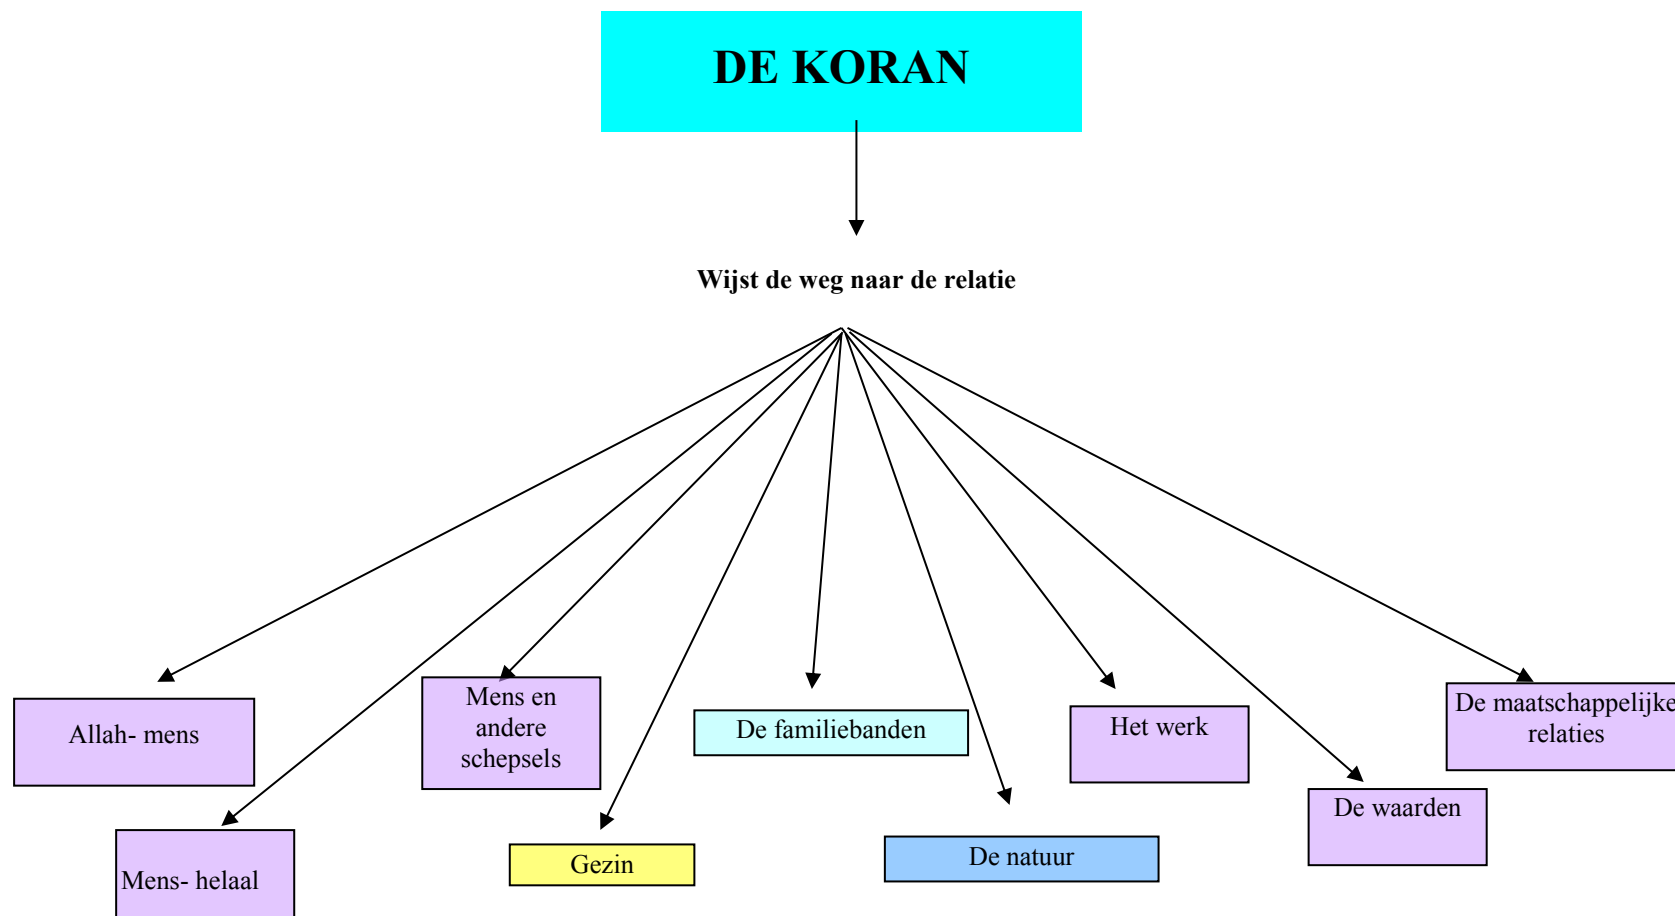 DE KORAN
Wijst de weg naar de relatie
Allah- mens
Mens- helaal
Mens en
andere
schepsels
Gezin
De familiebanden
De natuur
Het werk
De waarden
De maatschappelijke
relaties